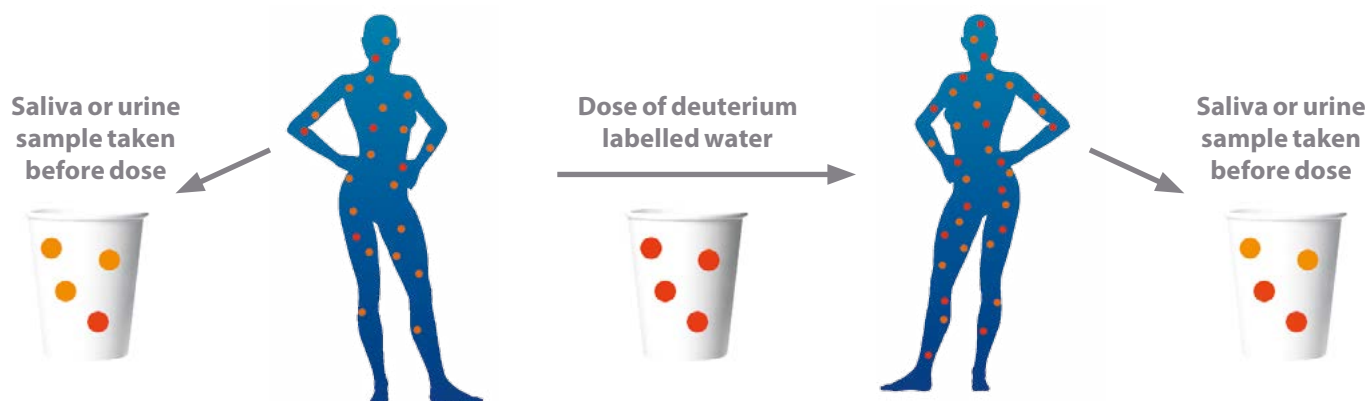 Saliva or urine
sample taken
before dose
Dose of deuterium
labelled water
Saliva or urine
sample taken
before dose